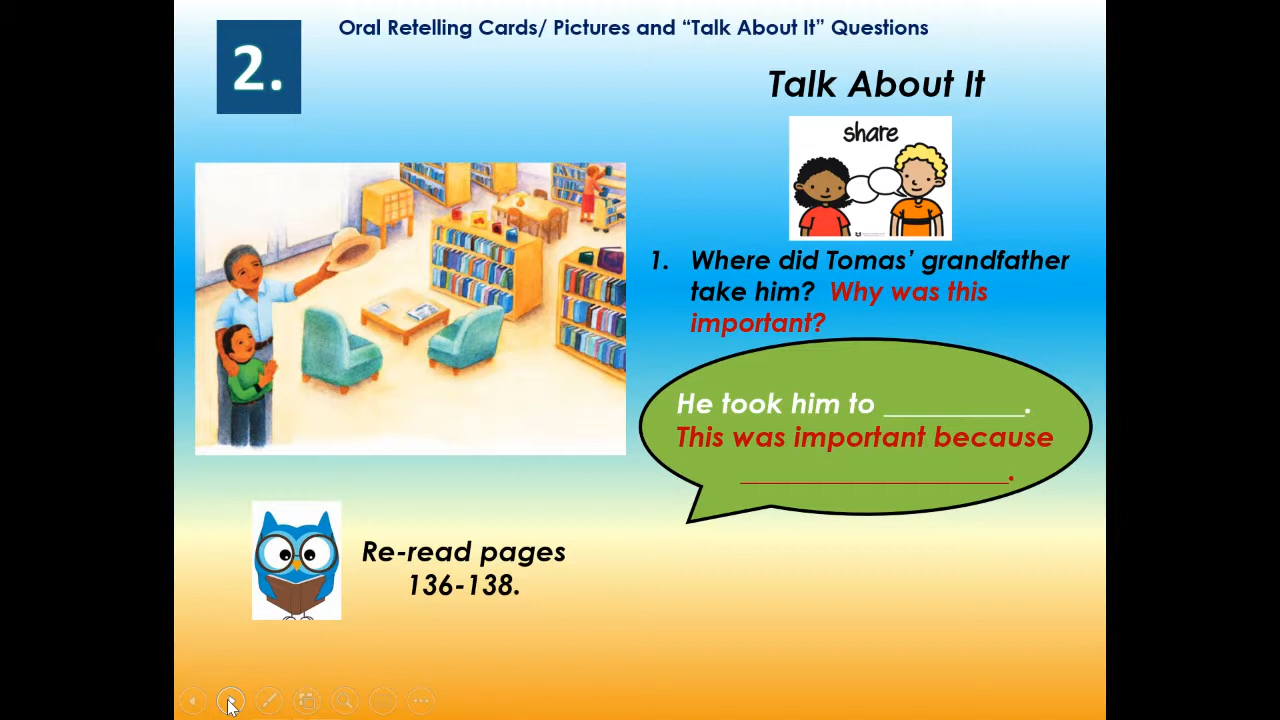 Oral Retelling Cards/ Pictures and “Talk About It” Questions
2.
Talk About It
share
1. Where did Tomas’ grandfather
take him? Why was this
important?
He took him to __________.
This was important because
___________________.
Re-read pages
136-138.